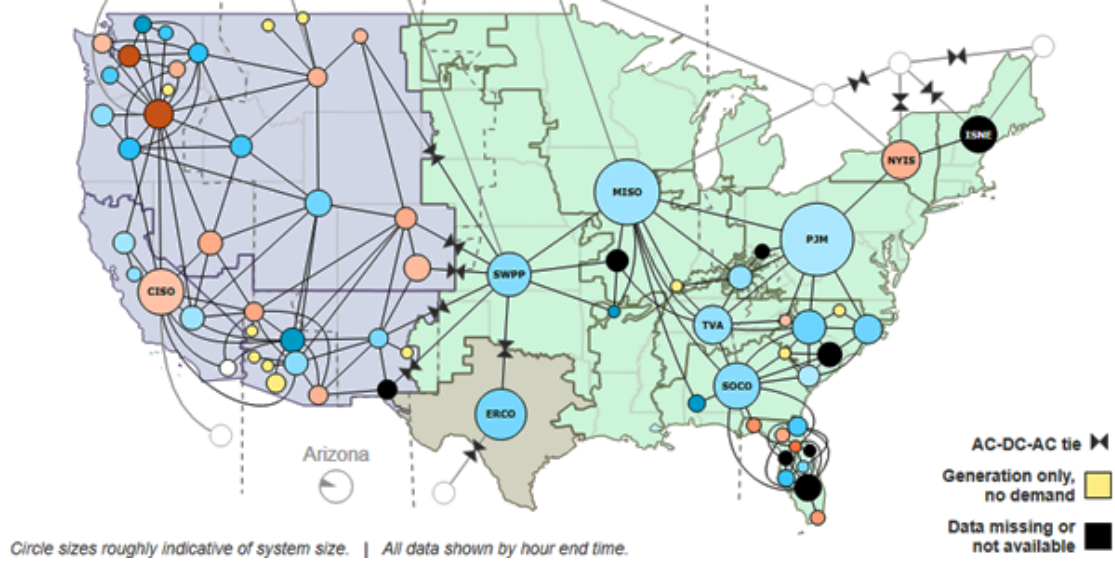 ISNE
NYIS
MISO
PJM
SWPP
CISO
TVA
SOCO
ERCO
Arizona
AC-DC-AC tie
Generation only,
no demand
Data missing or
not available
Circle sizes roughly indicative of system size. | All data shown by hour end time.